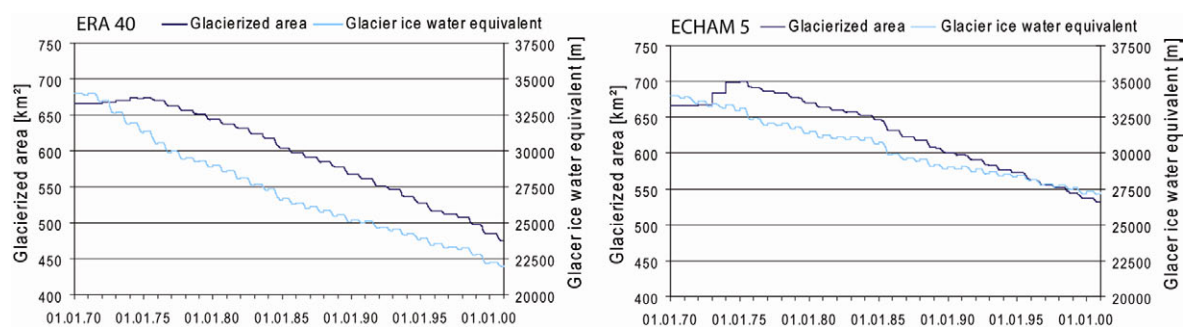 ERA 40 Glacierized area Glacier ice water equivalent
750 37500
700 35000
650 32500
600 30000
550 27500
500 25000
450 22500
400 20000
Glacierized area [km²]
Glacer ice water equivalent [m]
01.01.70 01.01.75 01.01.80 01.01.85 01.01.90 01.01.95 01.01.00
ECHAM 5 Glacierized area Glacier ice water equivalent
750 37500
700 35000
650 32500
600 30000
550 27500
500 25000
450 22500
400 20000
Glacierized area [km²]
Glacer ice water equivalent [m]
01.01.70 01.01.75 01.01.80 01.01.85 01.01.90 01.01.95 01.01.00